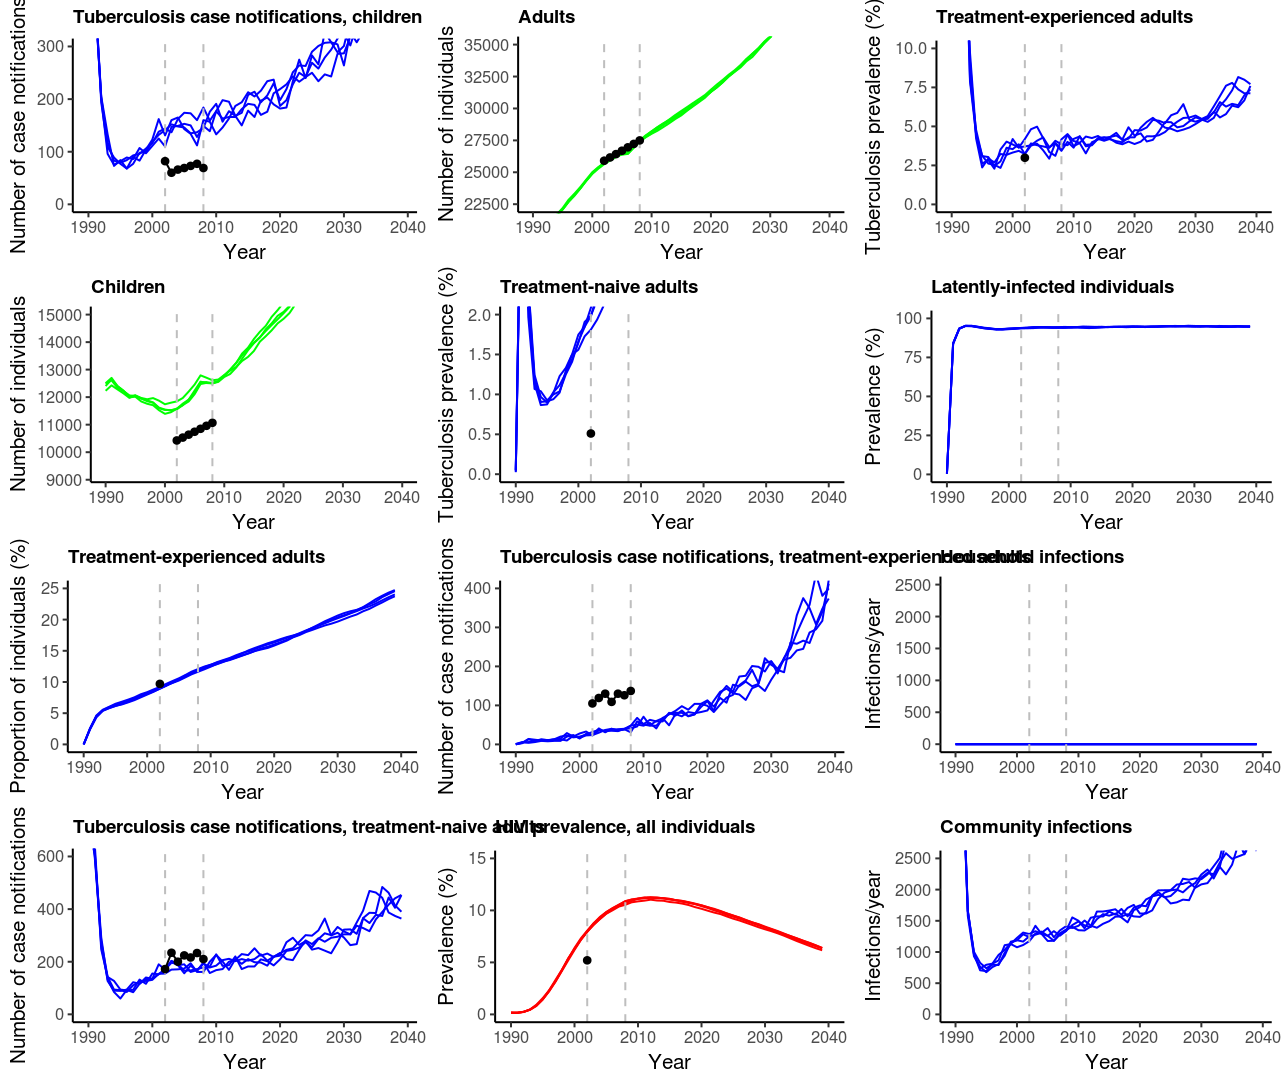 Tuberculosis case notifications, children
Number of case notifications
300
200
100
0
1990 2000 2010 2020 2030 2040
Year
Adults
Number of individuals
35000
32500
30000
27500
25000
22500
1990 2000 2010 2020 2030 2040
Year
Treatment-experienced adults
Tuberculosis prevalence (%)
10.0
7.5
5.0
2.5
0.0
1990 2000 2010 2020 2030 2040
Year
Children
Number of individuals
15000
14000
13000
12000
11000
10000
9000
1990 2000 2010 2020 2030 2040
Year
Treatment-naive adults
Tuberculosis prevalence (%)
2.0
1.5
1.0
0.5
0.0
1990 2000 2010 2020 2030 2040
Year
Latently-infected individuals
Prevalence (%)
100
75
50
25
0
1990 2000 2010 2020 2030 2040
Year
Treatment-experienced adults
Proportion of individuals (%)
25
20
15
10
5
0
1990 2000 2010 2020 2030 2040
Year
Tuberculosis case notifications, treatment-experienced adults
Number of case notifications
400
300
200
100
0
1990 2000 2010 2020 2030 2040
Year
Household infections
Infections/year
2500
2000
1500
1000
500
0
1990 2000 2010 2020 2030 2040
Year
Tuberculosis case notifications, treatment-naive adults
Number of case notifications
600
400
200
0
1990 2000 2010 2020 2030 2040
Year
HIV prevalence, all individuals
Prevalence (%)
15
10
5
0
1990 2000 2010 2020 2030 2040
Year
Community infections
Infections/year
2500
2000
1500
1000
500
0
1990 2000 2010 2020 2030 2040
Year